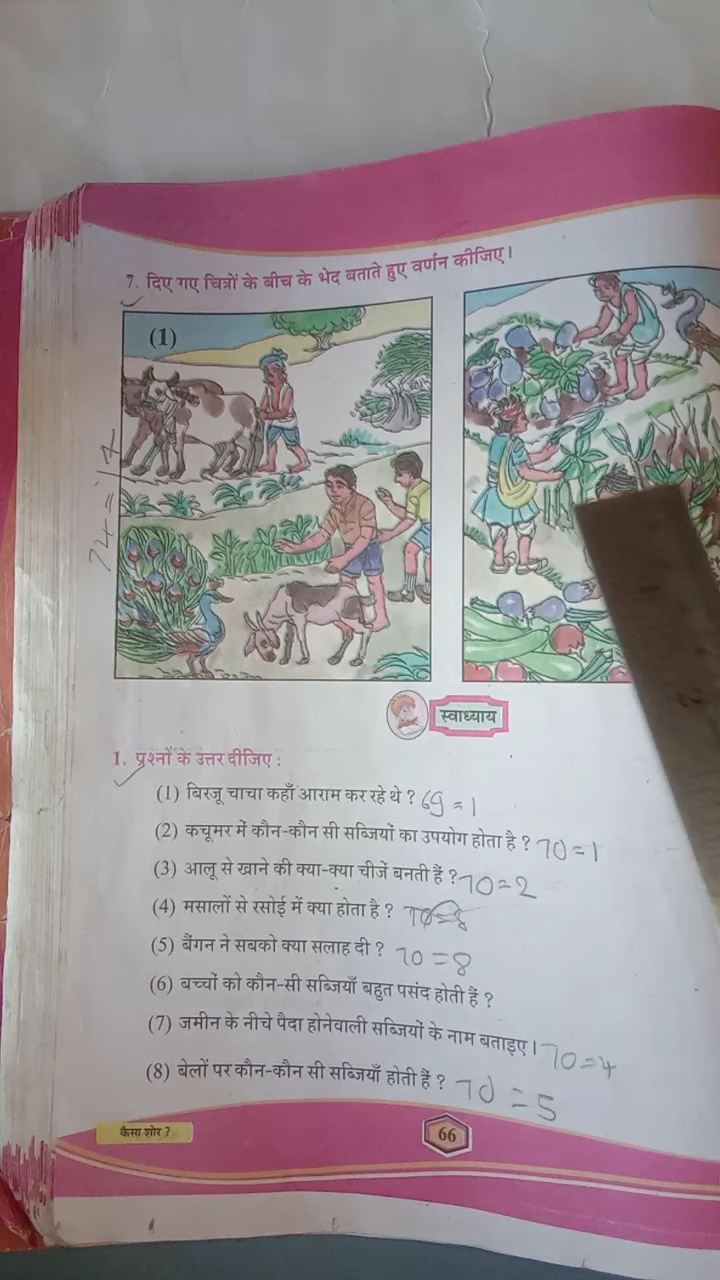 7. दिए गए चित्रों के बीच के भेद बताते हुए वर्णन कीजिए।
(1)
74=14
स्वाध्याय
1. प्रश्नों के उत्तर दीजिए :
(1) बिरजू चाचा कहाँ आराम कर रहे थे ? 69=1
(2) कचूमर में कौन-कौन सी सब्जियों का उपयोग होता है ? 70=1
(3) आलू से खाने की क्या-क्या चीजें बनती हैं ? 70=2
(4) मसालों से रसोई में क्या होता है ?
(5) बैंगन ने सबको क्या सलाह दी ? 70=8
(6) बच्चों को कौन-सी सब्जियाँ बहुत पसंद होती हैं ?
(7) जमीन के नीचे पैदा होनेवाली सब्जियों के नाम बताइए। 70=4
(8) बेलों पर कौन-कौन सी सब्जियाँ होती हैं ? 70=5
कैसा शोर ?
66